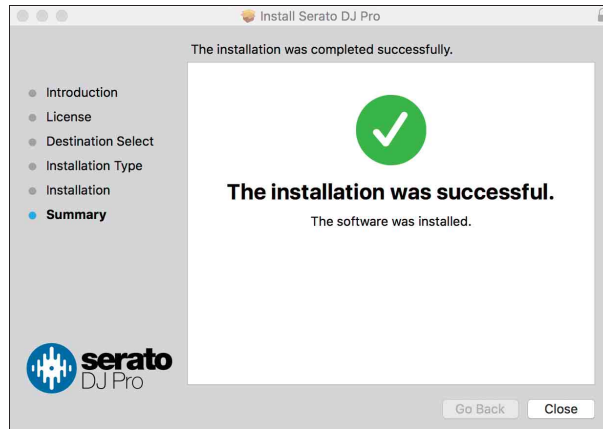 Install Serato DJ Pro
The installation was completed successfully.
Introduction
License
Destination Select
Installation Type
Installation
Summary
The installation was successful.
The software was installed.
serato
DJ Pro
Go Back
Close